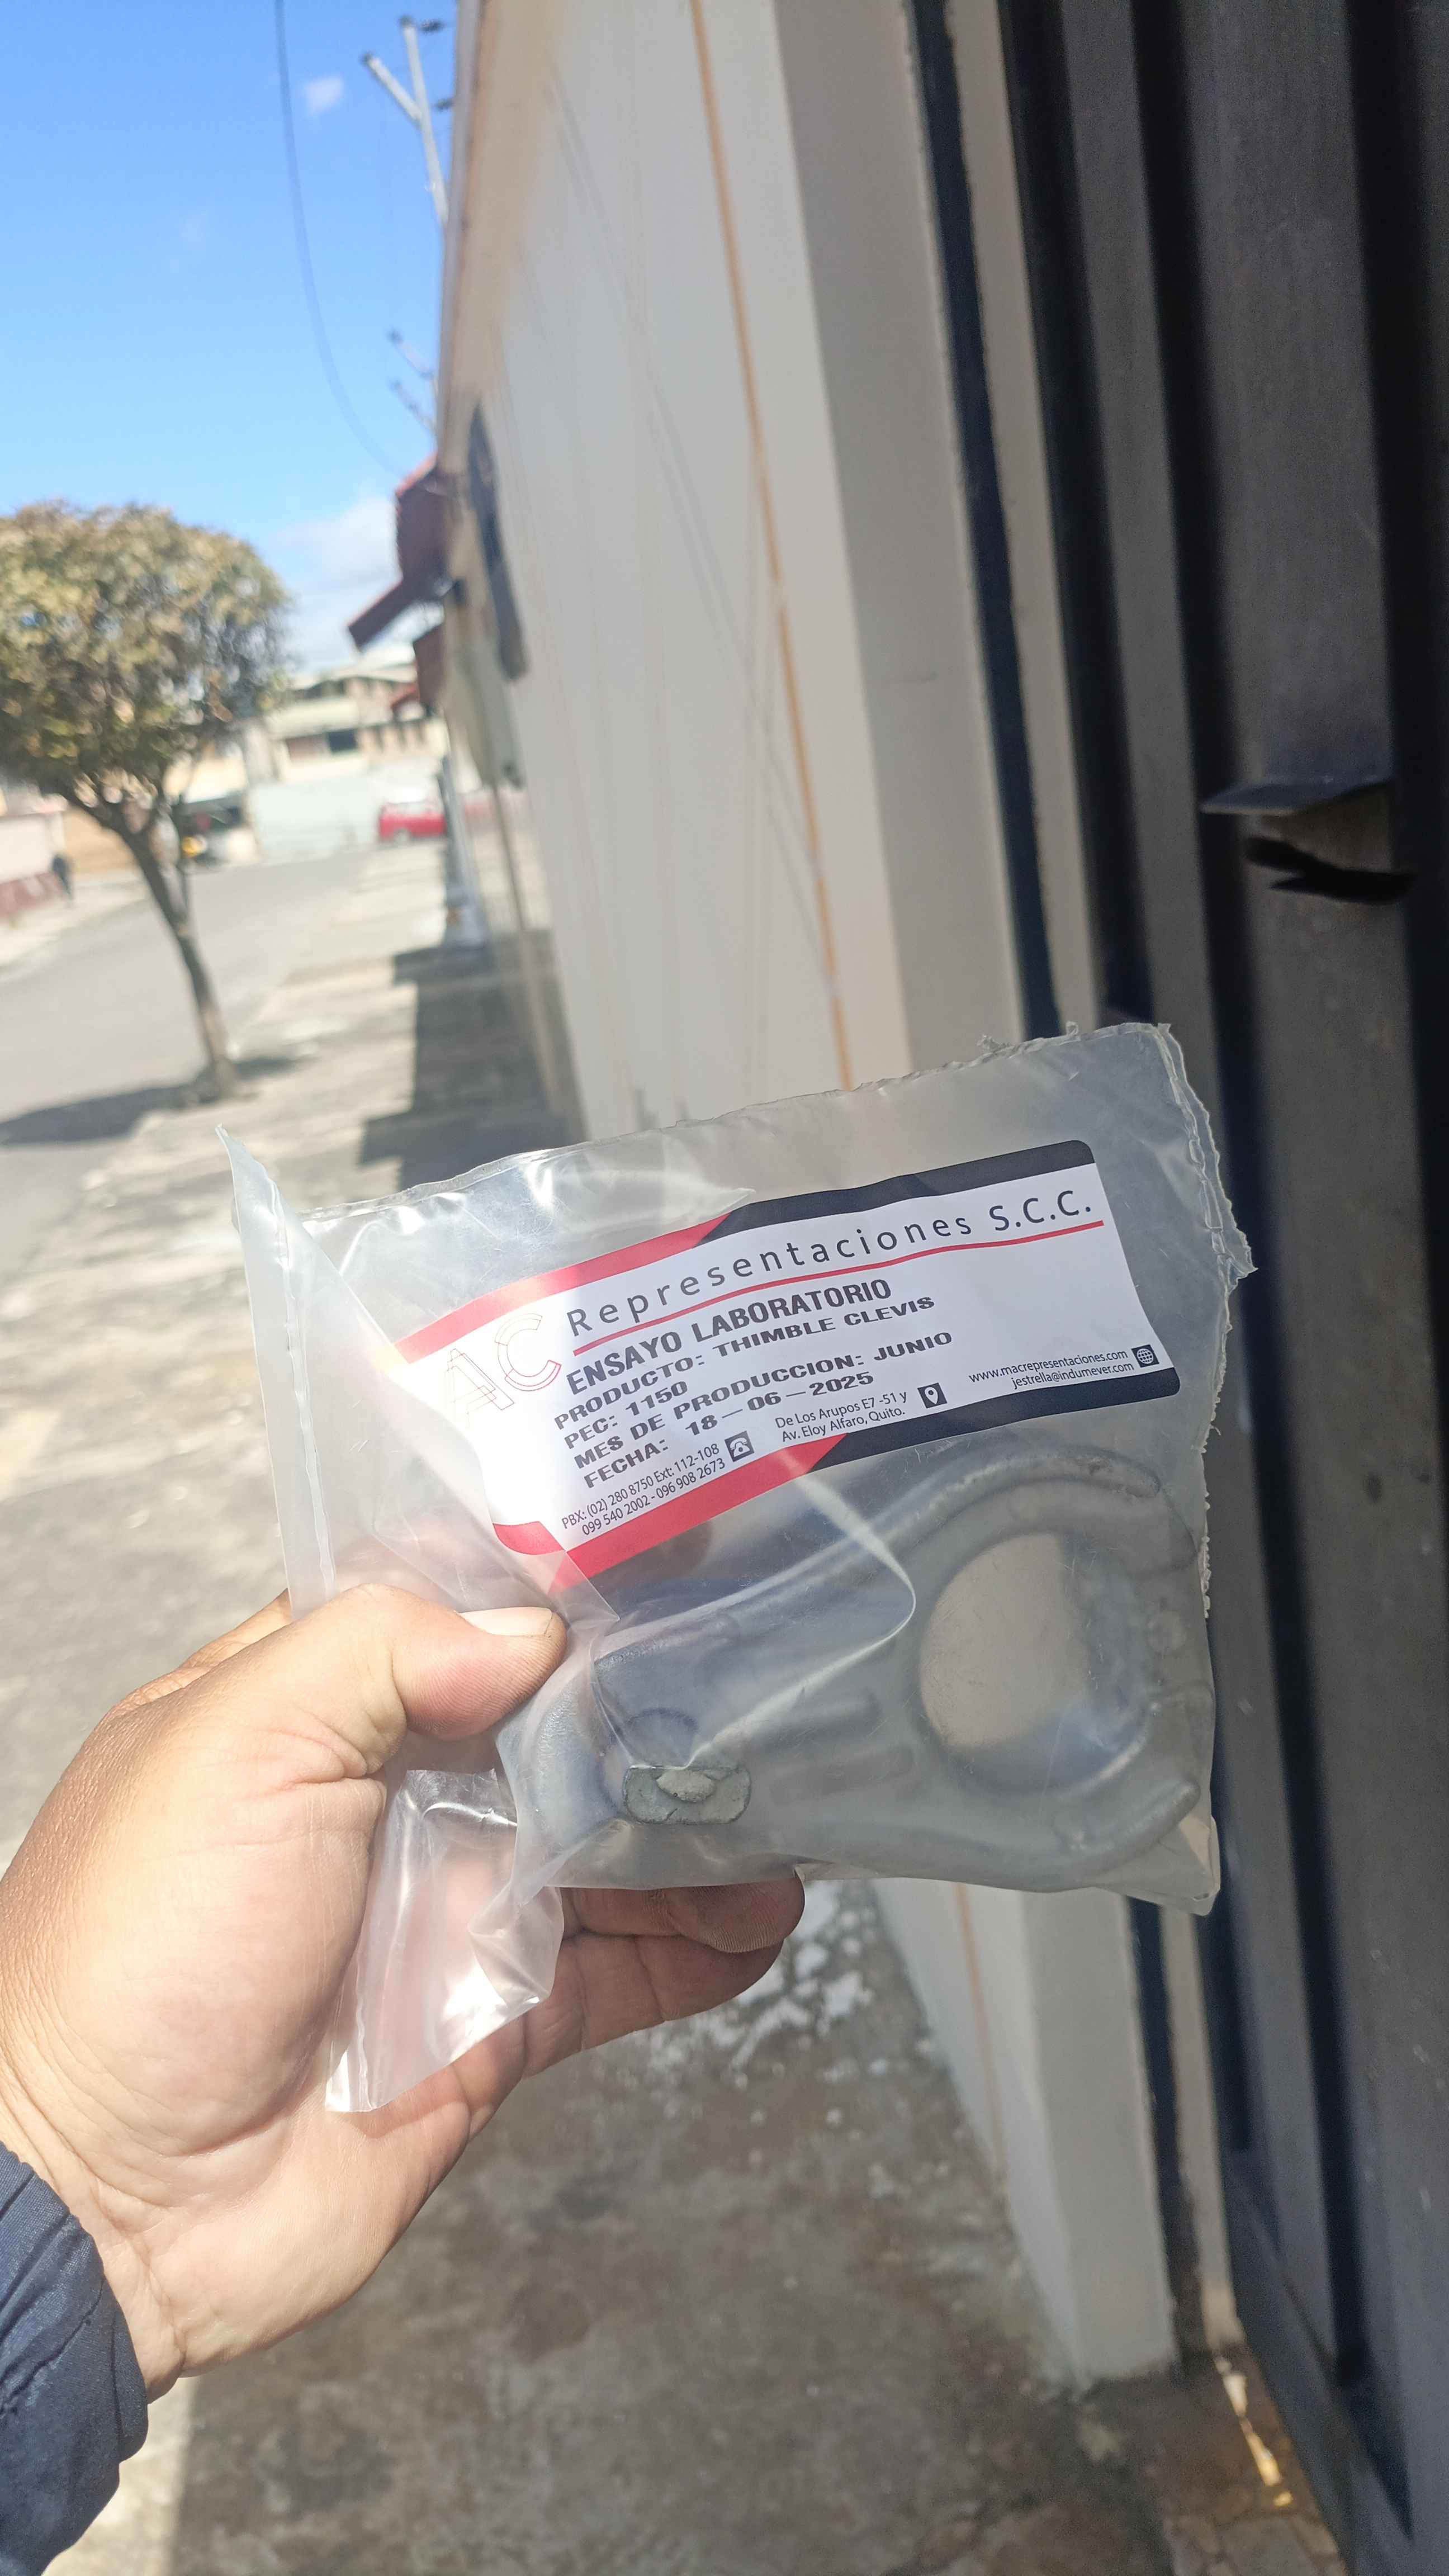 AC Representaciones S.C.C.
ENSAYO LABORATORIO
PRODUCTO: THIMBLE CLEVIS
PEC: 1150
MES DE PRODUCCION: JUNIO
FECHA: 18-06-2025
PBX: (02) 280 8750 Ext: 112-108
099 540 2002 - 096 908 2673
De Los Arupos E7 -51 y
Av. Eloy Alfaro, Quito.
www.macrepresentaciones.com
jestrella@indumever.com